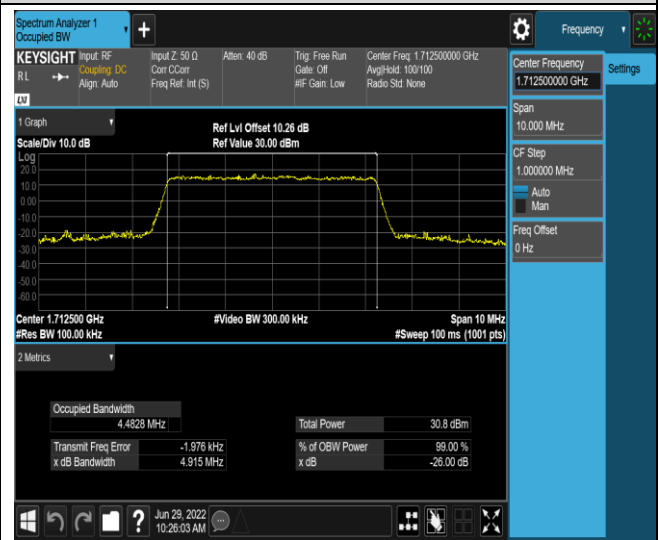 Spectrum Analyzer 1
Occupied BW
+
Frequency
KEYSIGHT
RL
LXI
Input: RF
Coupling: DC
Align: Auto
Input Z: 50 Ω
Corr CCorr
Freq Ref: Int (S)
Atten: 40 dB
Trig: Free Run
Gate: Off
#IF Gain: Low
Center Freq: 1.712500000 GHz
Avg|Hold: 100/100
Radio Std: None
Center Frequency
1.712500000 GHz
Settings
Span
10.000 MHz
CF Step
1.000000 MHz
Auto
Man
Freq Offset
0 Hz
1 Graph
Scale/Div 10.0 dB
Ref Lvl Offset 10.26 dB
Ref Value 30.00 dBm
Log
20.0
10.0
0.00
-10.0
-20.0
-30.0
-40.0
-50.0
-60.0
Center 1.712500 GHz
#Video BW 300.00 kHz
Span 10 MHz
#Res BW 100.00 kHz
#Sweep 100 ms (1001 pts)
2 Metrics
Occupied Bandwidth
4.4828 MHz
Total Power 30.8 dBm
Transmit Freq Error -1.976 kHz
% of OBW Power 99.00 %
x dB Bandwidth 4.915 MHz
x dB -26.00 dB
?
Jun 29, 2022
10:26:03 AM